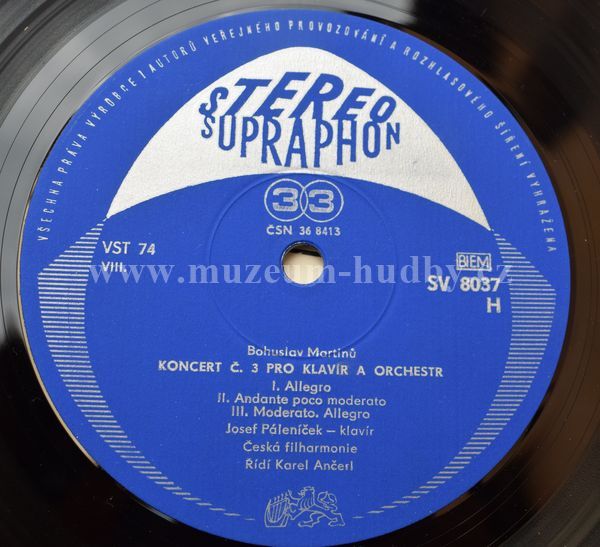 VŠECHNA PRÁVA VÝROBCE I AUTORŮ VEŘEJNÉHO PROVOZOVÁNÍ A ROZHLASOVÉHO ŠÍŘENÍ VYHRAŽENA
STEREO
SUPRAPHON
33
ČSN 36 8413
VST 74
VIII.
BIEM
SV 8037
H
www.muzeum-hudby.cz
Bohuslav Martinů
KONCERT Č. 3 PRO KLAVÍR A ORCHESTR
I. Allegro
II. Andante poco moderato
III. Moderato. Allegro
Josef Páleníček – klavír
Česká filharmonie
Řídí Karel Ančerl